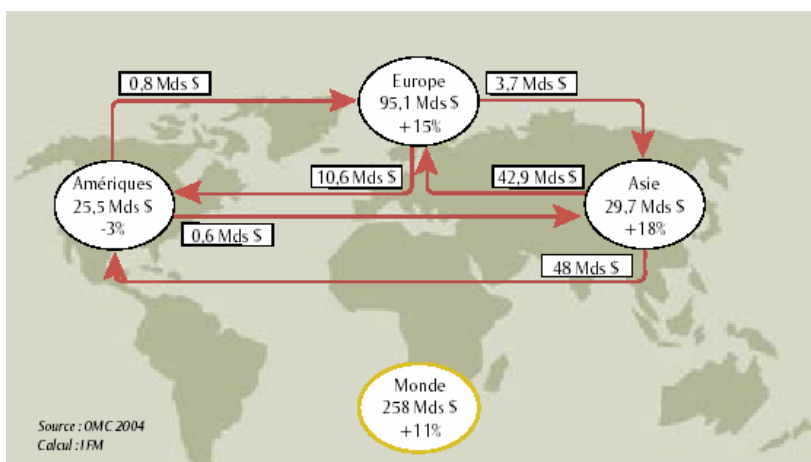 0,8 Mds $
Europe
95,1 Mds $
+15%
3,7 Mds $
Amériques
25,5 Mds $
-3%
10,6 Mds $
42,9 Mds $
Asie
29,7 Mds $
+18%
0,6 Mds $
48 Mds $
Monde
258 Mds $
+11%
Source : OMC 2004
Calcul : IFM